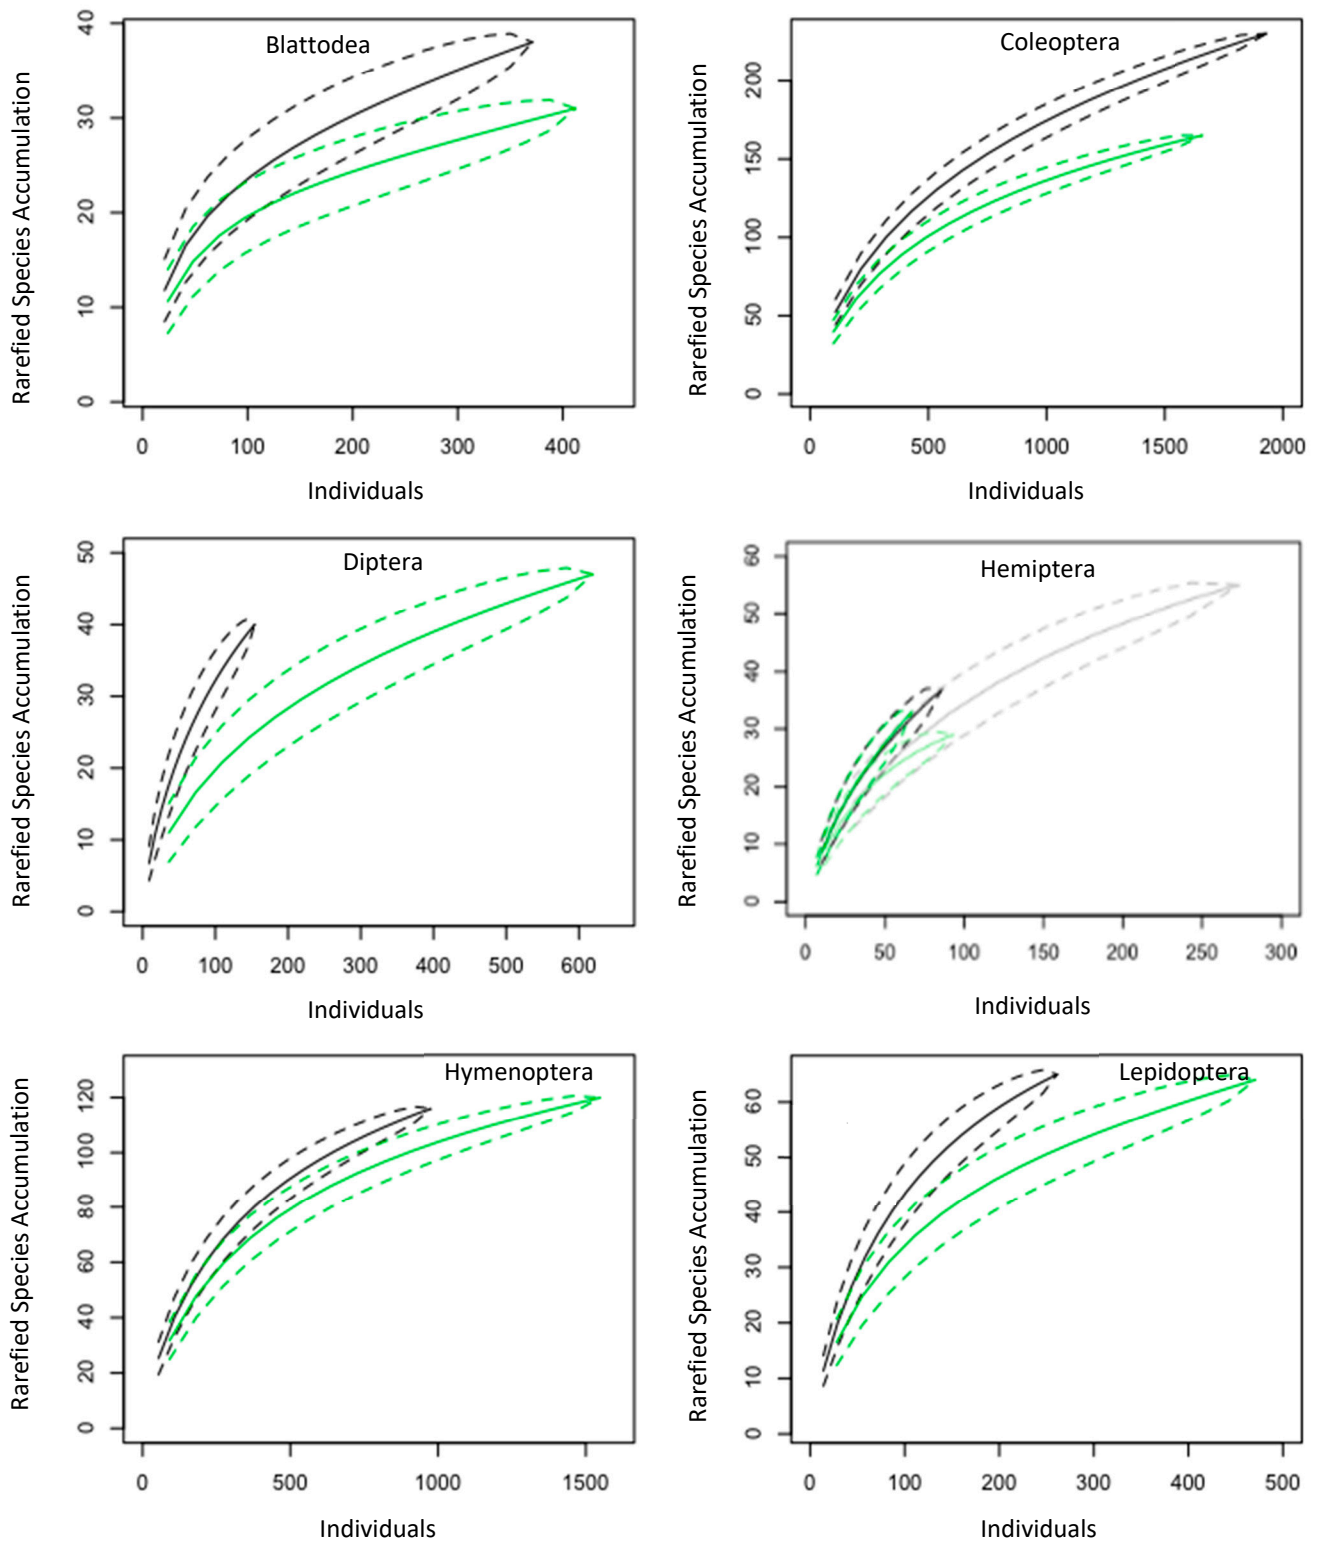 Blattodea
Rarefied Species Accumulation
0 10 20 30 40
0 100 200 300 400
Individuals
Coleoptera
Rarefied Species Accumulation
0 50 100 150 200
0 500 1000 1500 2000
Individuals
Diptera
Rarefied Species Accumulation
0 10 20 30 40 50
0 100 200 300 400 500 600
Individuals
Hemiptera
Rarefied Species Accumulation
0 10 20 30 40 50 60
0 50 100 150 200 250 300
Individuals
Hymenoptera
Rarefied Species Accumulation
0 20 40 60 80 100 120
0 500 1000 1500
Individuals
Lepidoptera
Rarefied Species Accumulation
0 10 20 30 40 50 60
0 100 200 300 400 500
Individuals